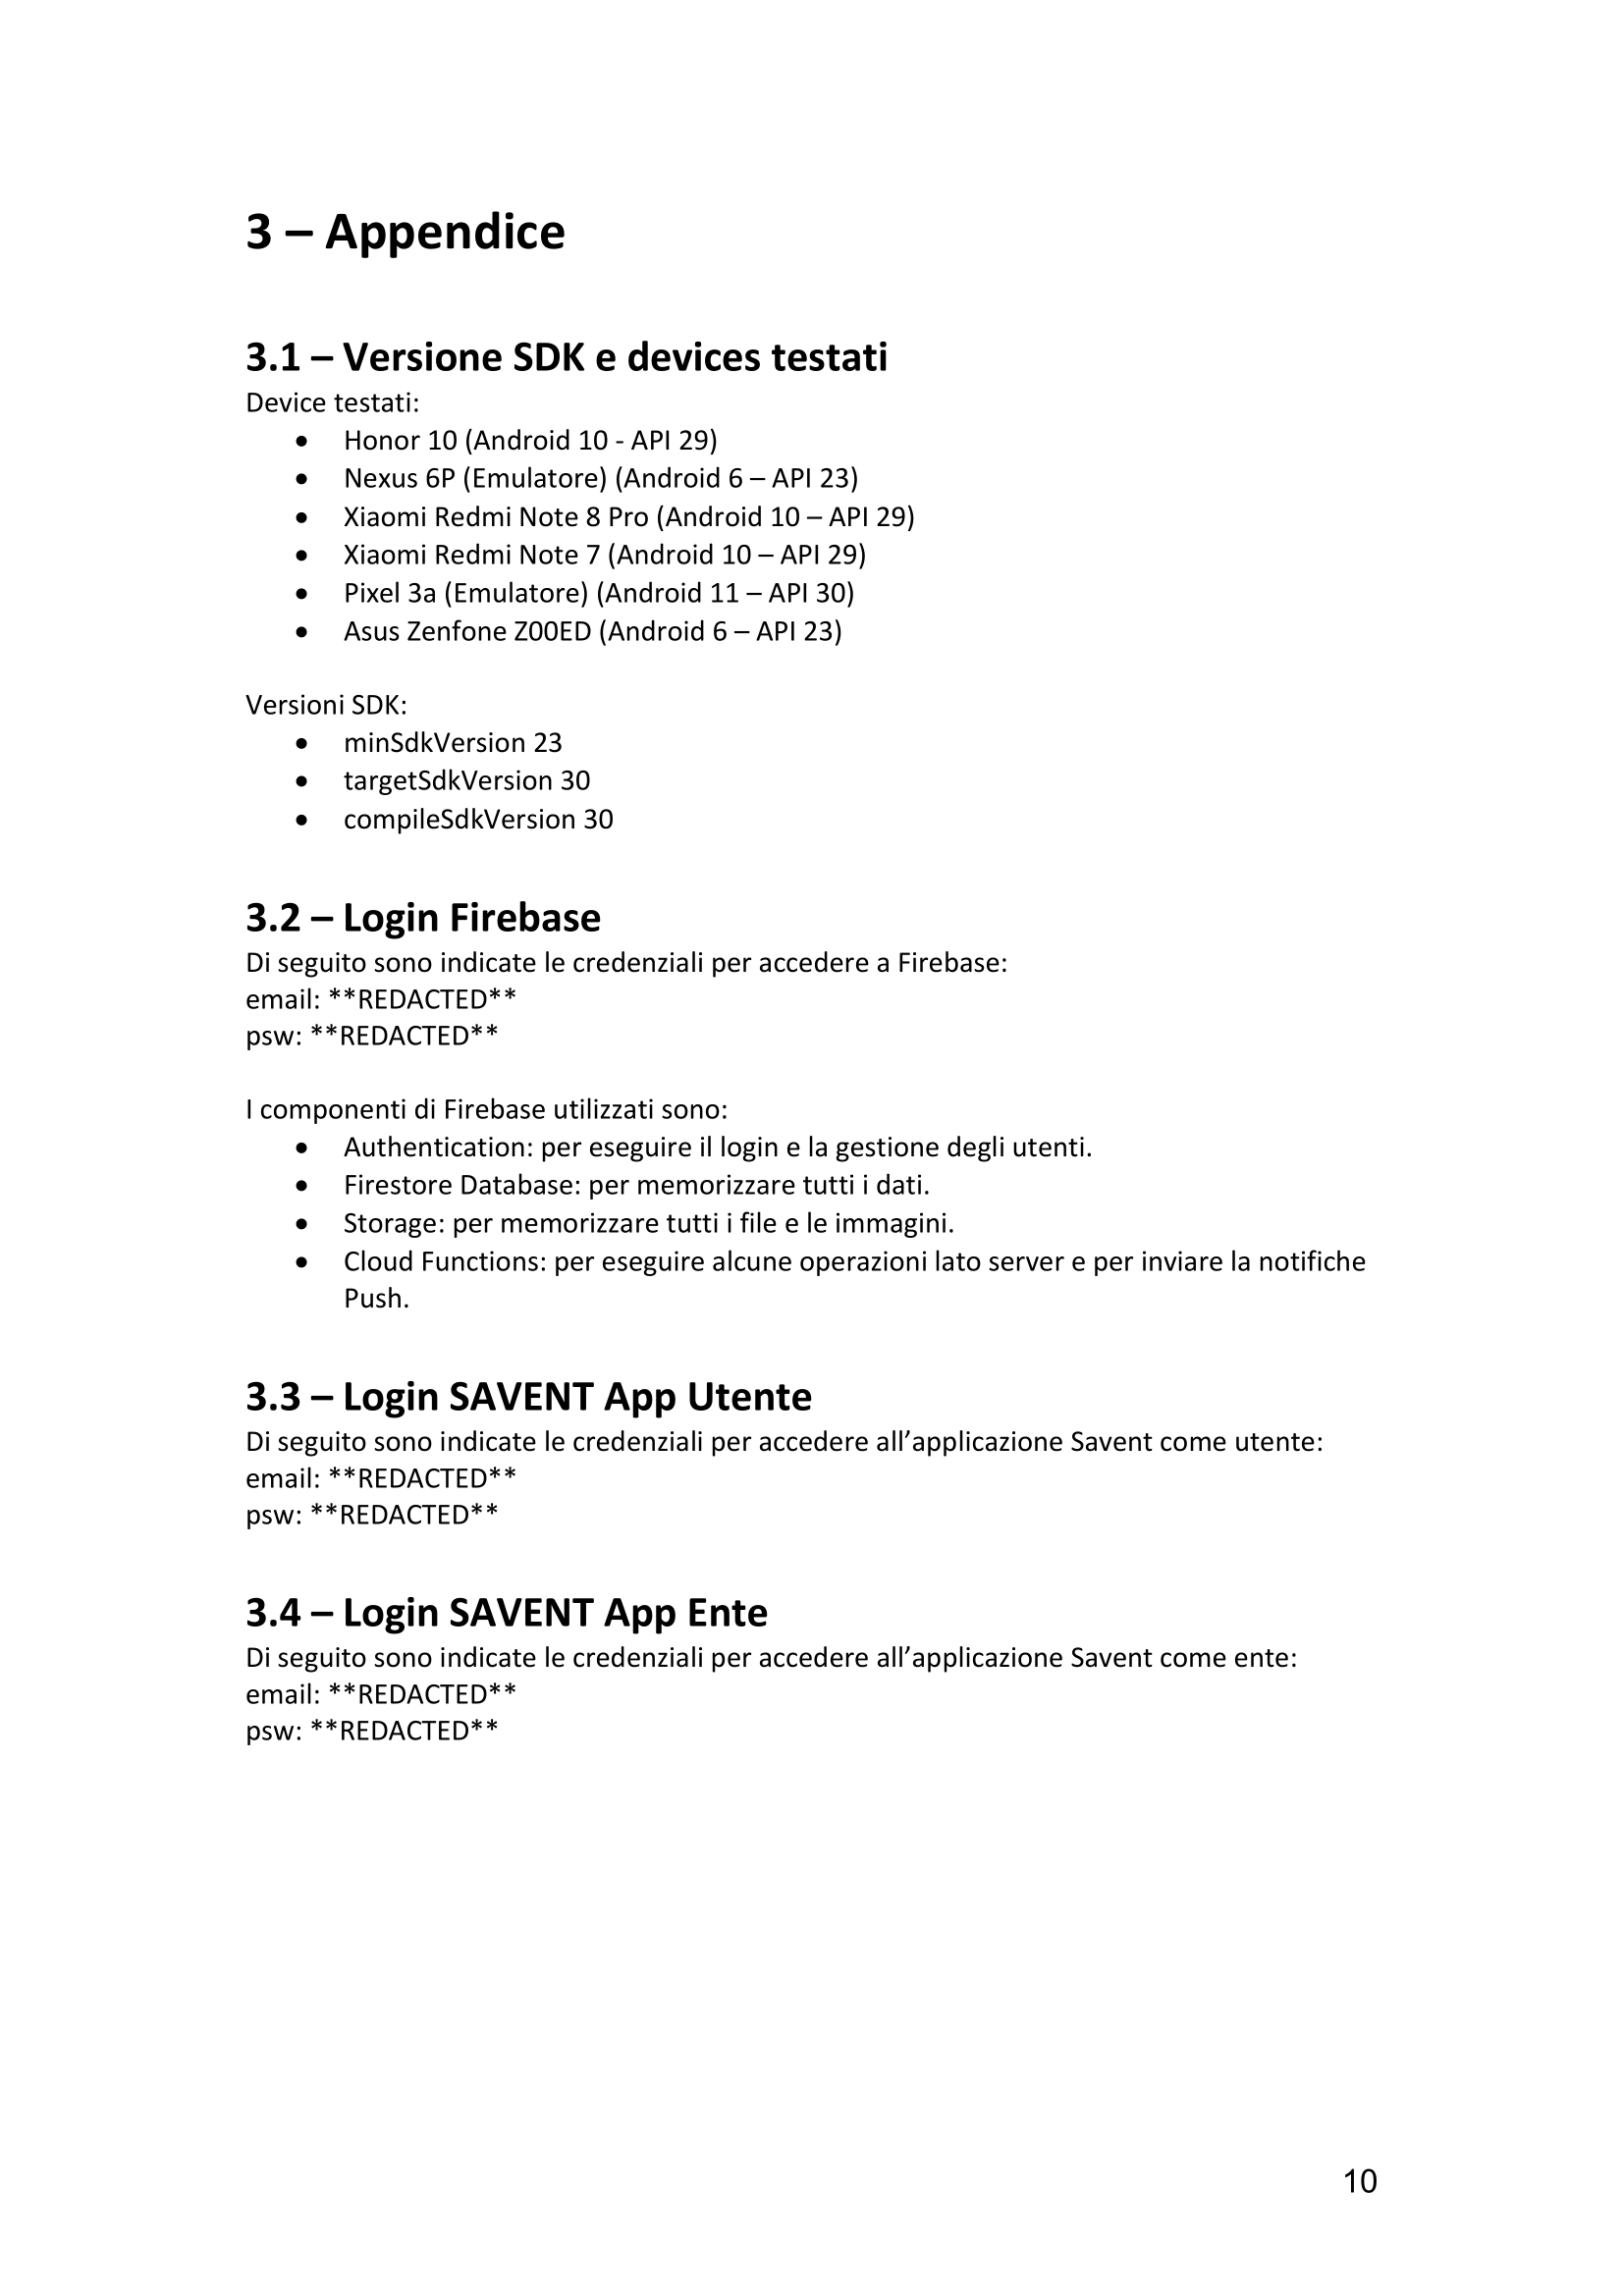 3 – Appendice
3.1 – Versione SDK e devices testati
Device testati:
• Honor 10 (Android 10 - API 29)
• Nexus 6P (Emulatore) (Android 6 – API 23)
• Xiaomi Redmi Note 8 Pro (Android 10 – API 29)
• Xiaomi Redmi Note 7 (Android 10 – API 29)
• Pixel 3a (Emulatore) (Android 11 – API 30)
• Asus Zenfone Z00ED (Android 6 – API 23)
Versioni SDK:
• minSdkVersion 23
• targetSdkVersion 30
• compileSdkVersion 30
3.2 – Login Firebase
Di seguito sono indicate le credenziali per accedere a Firebase:
email: **REDACTED**
psw: **REDACTED**
I componenti di Firebase utilizzati sono:
• Authentication: per eseguire il login e la gestione degli utenti.
• Firestore Database: per memorizzare tutti i dati.
• Storage: per memorizzare tutti i file e le immagini.
• Cloud Functions: per eseguire alcune operazioni lato server e per inviare la notifiche
Push.
3.3 – Login SAVENT App Utente
Di seguito sono indicate le credenziali per accedere all’applicazione Savent come utente:
email: **REDACTED**
psw: **REDACTED**
3.4 – Login SAVENT App Ente
Di seguito sono indicate le credenziali per accedere all’applicazione Savent come ente:
email: **REDACTED**
psw: **REDACTED**
10